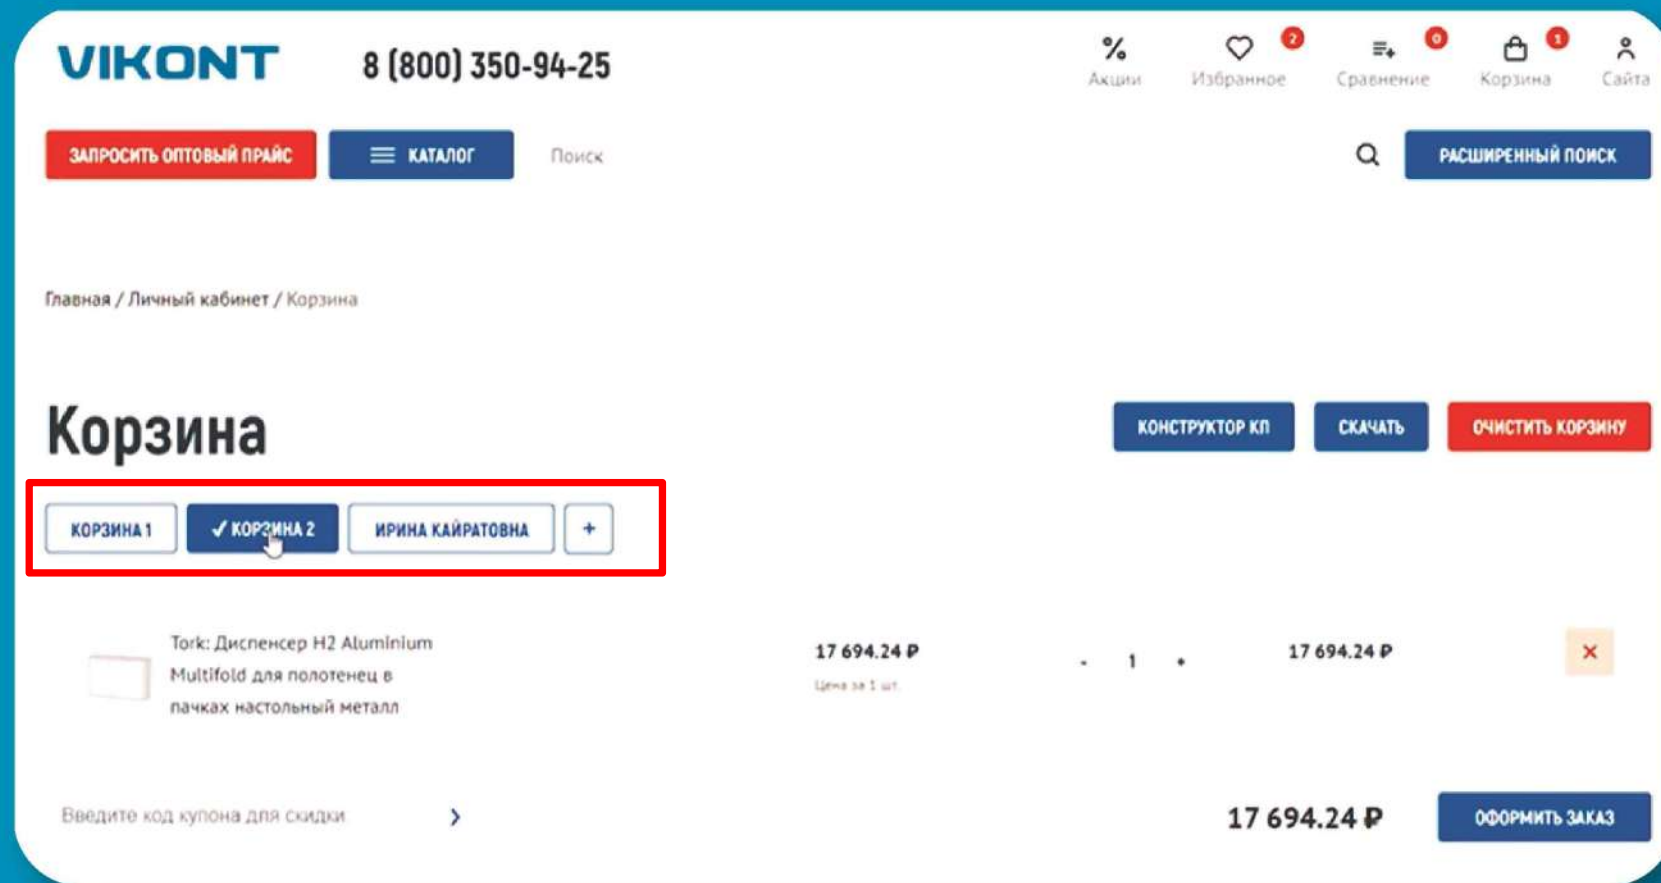 VIKONT
8 (800) 350-94-25
%
Акции
Избранное
2
Сравнение
0
Корзина
1
Сайта
ЗАПРОСИТЬ ОПТОВЫЙ ПРАЙС
КАТАЛОГ
Поиск
РАСШИРЕННЫЙ ПОИСК
Главная / Личный кабинет / Корзина
Корзина
КОНСТРУКТОР КП
СКАЧАТЬ
ОЧИСТИТЬ КОРЗИНУ
КОРЗИНА 1
✓ КОРЗИНА 2
ИРИНА КАЙРАТОВНА
+
Tork: Диспенсер H2 Aluminium
Multifold для полотенец в
пачках настольный металл
17 694.24 ₽
Цена за 1 шт.
- 1 +
17 694.24 ₽
Введите код купона для скидки
17 694.24 ₽
ОФОРМИТЬ ЗАКАЗ